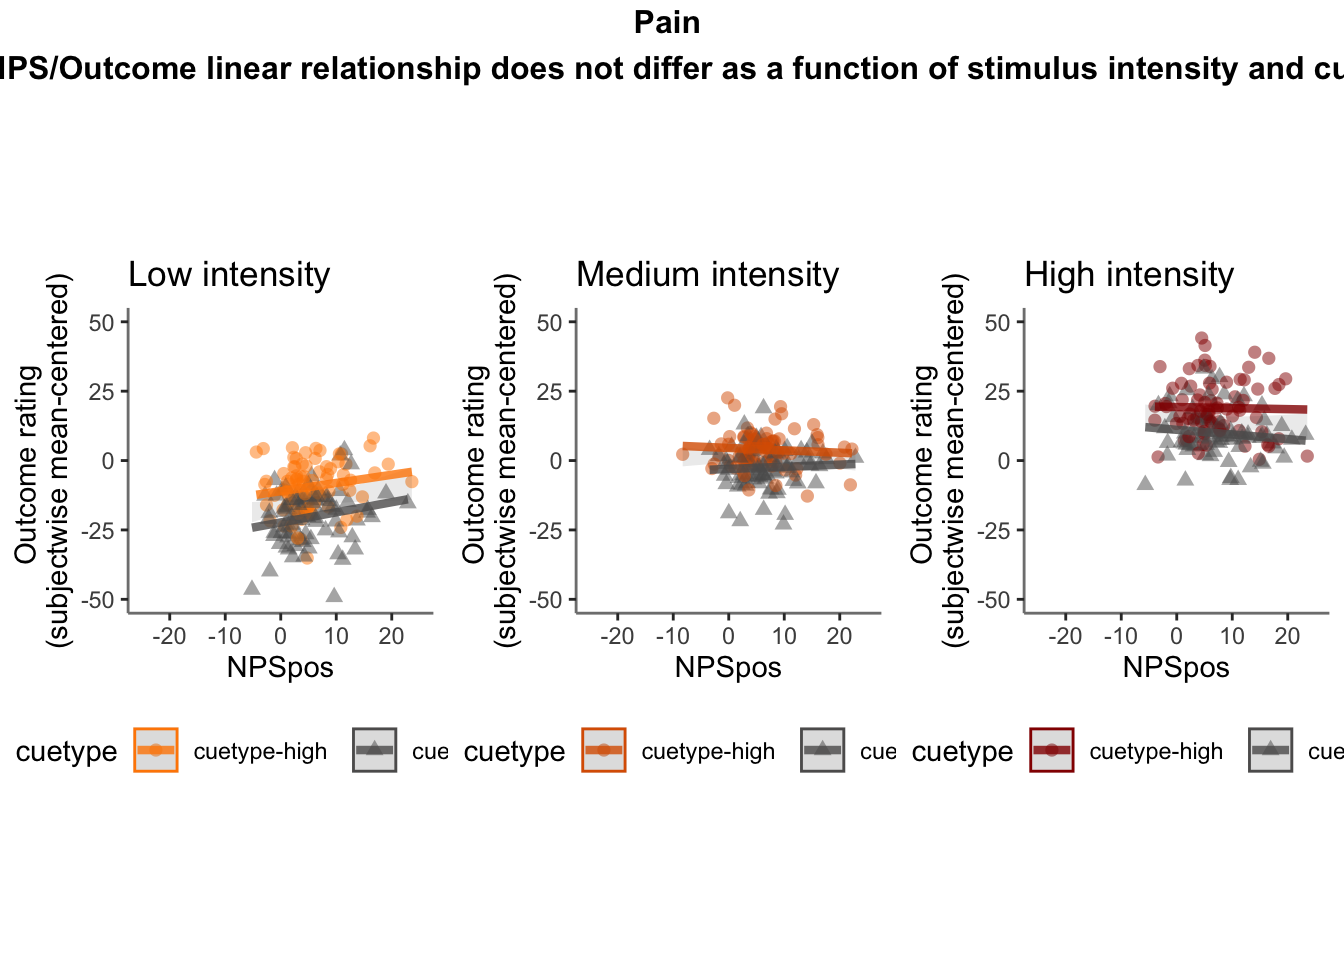 Pain
IPS/Outcome linear relationship does not differ as a function of stimulus intensity and cu
Low intensity
Outcome rating
(subjectwise mean-centered)
50
25
0
-25
-50
-20 -10 0 10 20
NPSpos
cuetype cuetype-high cue
Medium intensity
Outcome rating
(subjectwise mean-centered)
50
25
0
-25
-50
-20 -10 0 10 20
NPSpos
cuetype cuetype-high cue
High intensity
Outcome rating
(subjectwise mean-centered)
50
25
0
-25
-50
-20 -10 0 10 20
NPSpos
cuetype cuetype-high cue